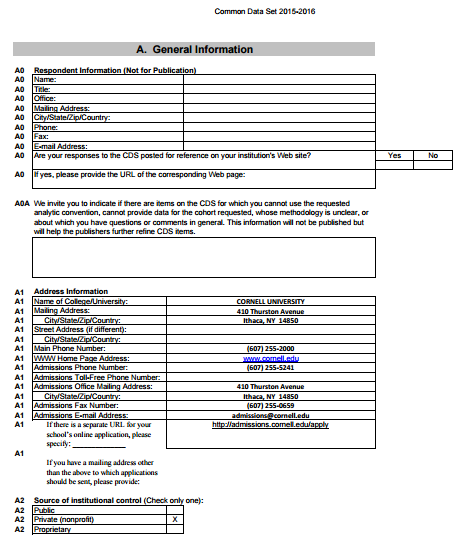 Common Data Set 2015-2016
A. General Information
A0 Respondent Information (Not for Publication)
A0 Name:
A0 Title:
A0 Office:
A0 Mailing Address:
A0 City/State/Zip/Country:
A0 Phone:
A0 Fax:
A0 E-mail Address:
A0 Are your responses to the CDS posted for reference on your institution's Web site? Yes No
A0 If yes, please provide the URL of the corresponding Web page:
A0A We invite you to indicate if there are items on the CDS for which you cannot use the requested
analytic convention, cannot provide data for the cohort requested, whose methodology is unclear, or
about which you have questions or comments in general. This information will not be published but
will help the publishers further refine CDS items.
A1 Address Information
A1 Name of College/University: CORNELL UNIVERSITY
A1 Mailing Address: 410 Thurston Avenue
A1 City/State/Zip/Country: Ithaca, NY 14850
A1 Street Address (if different):
A1 City/State/Zip/Country:
A1 Main Phone Number: (607) 255-2000
A1 WWW Home Page Address: www.cornell.edu
A1 Admissions Phone Number: (607) 255-5241
A1 Admissions Toll-Free Phone Number:
A1 Admissions Office Mailing Address: 410 Thurston Avenue
A1 City/State/Zip/Country: Ithaca, NY 14850
A1 Admissions Fax Number: (607) 255-0659
A1 Admissions E-mail Address: admissions@cornell.edu
A1 If there is a separate URL for your http://admissions.cornell.edu/apply
school's online application, please
specify:
A1
If you have a mailing address other
than the above to which applications
should be sent, please provide:
A2 Source of institutional control (Check only one):
A2 Public
A2 Private (nonprofit) X
A2 Proprietary